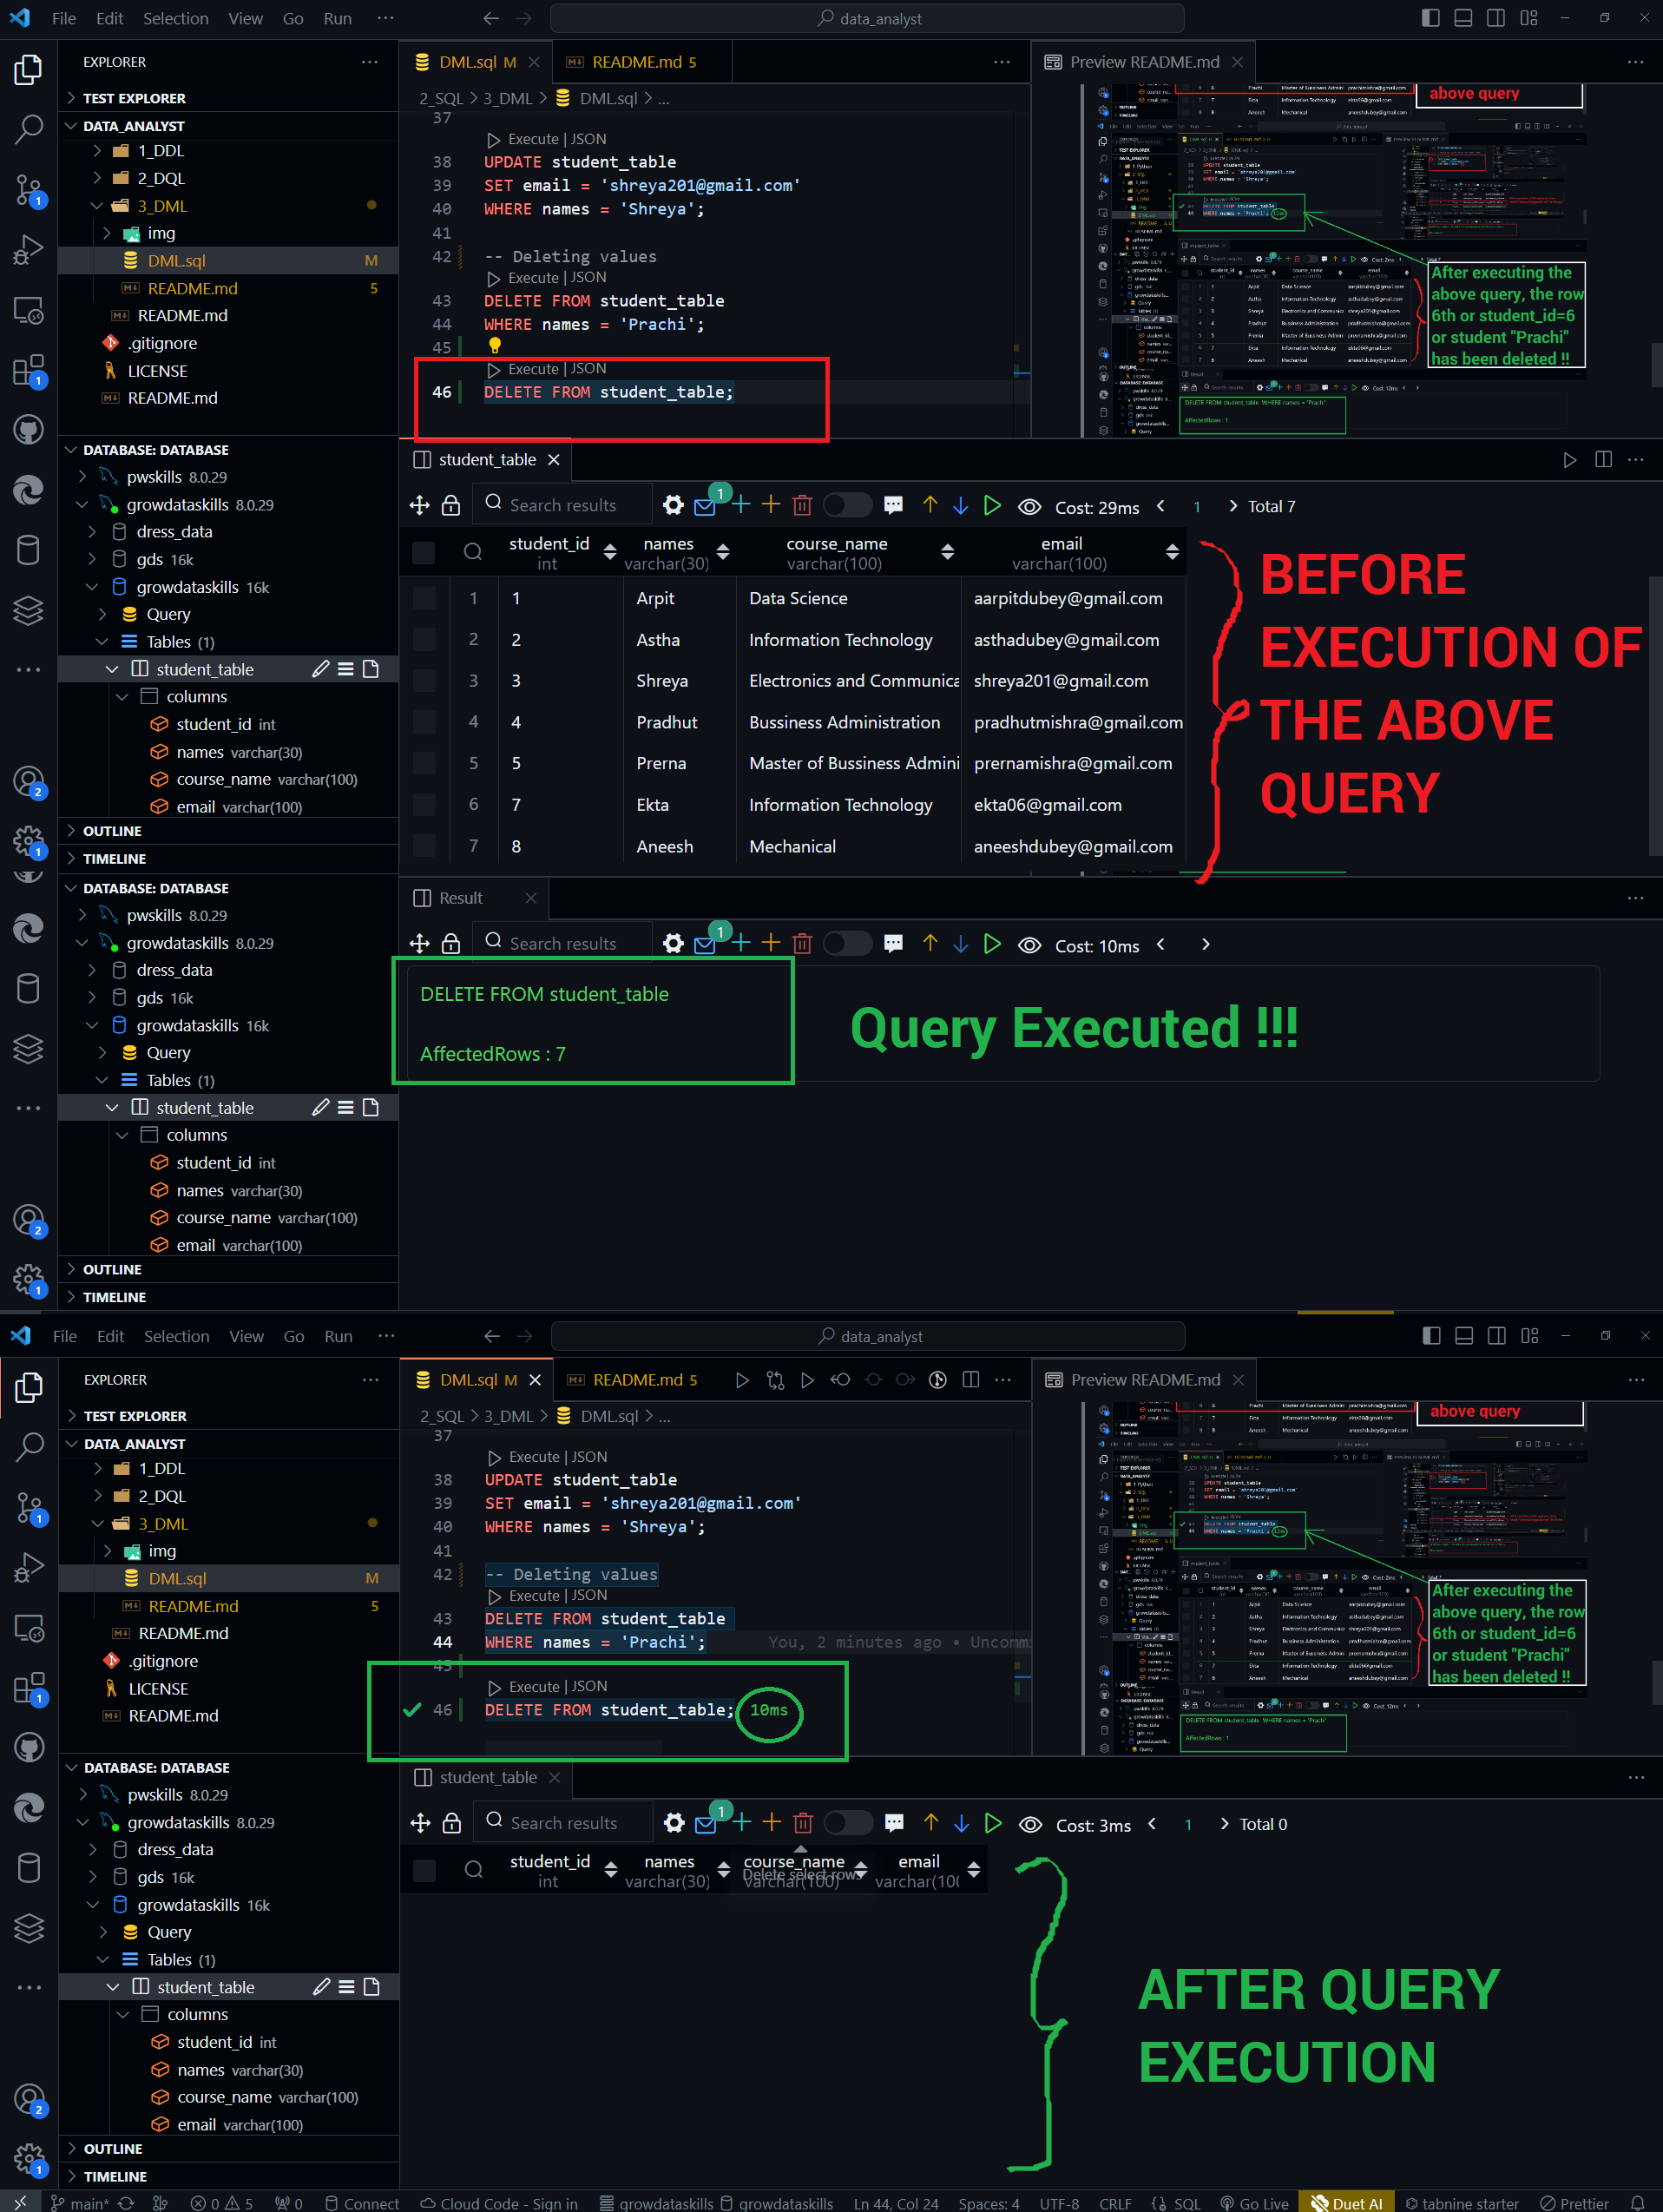 File Edit Selection View Go Run ···
data_analyst
EXPLORER
TEST EXPLORER
DATA_ANALYST
1_DDL
2_DQL
3_DML
img
DML.sql M
README.md 5
README.md
.gitignore
LICENSE
README.md
DATABASE: DATABASE
pwskills 8.0.29
growdataskills 8.0.29
dress_data
gds 16k
growdataskills 16k
Query
Tables (1)
student_table
columns
student_id int
names varchar(30)
course_name varchar(100)
email varchar(100)
OUTLINE
TIMELINE
DML.sql M README.md 5
2_SQL > 3_DML > DML.sql > ...
37
Execute | JSON
38 UPDATE student_table
39 SET email = 'shreya201@gmail.com'
40 WHERE names = 'Shreya';
41
42 -- Deleting values
Execute | JSON
43 DELETE FROM student_table
44 WHERE names = 'Prachi';
45
Execute | JSON
46 DELETE FROM student_table;
Preview README.md
above query
After executing the
above query, the row
6th or student_id=6
or student "Prachi"
has been deleted !!
DELETE FROM student_table WHERE names = 'Prachi'
AffectedRows : 1
student_table
Search results 1 Cost: 29ms 1 Total 7
student_id names course_name email
int varchar(30) varchar(100) varchar(100)
1 1 Arpit Data Science aarpitdubey@gmail.com
2 2 Astha Information Technology asthadubey@gmail.com
3 3 Shreya Electronics and Communica shreya201@gmail.com
4 4 Pradhut Bussiness Administration pradhutmishra@gmail.com
5 5 Prerna Master of Bussiness Admini prernamishra@gmail.com
6 7 Ekta Information Technology ekta06@gmail.com
7 8 Aneesh Mechanical aneeshdubey@gmail.com
BEFORE
EXECUTION OF
THE ABOVE
QUERY
DATABASE: DATABASE
pwskills 8.0.29
growdataskills 8.0.29
dress_data
gds 16k
growdataskills 16k
Query
Tables (1)
student_table
columns
student_id int
names varchar(30)
course_name varchar(100)
email varchar(100)
OUTLINE
TIMELINE
Result
Search results 1 Cost: 10ms
DELETE FROM student_table
AffectedRows : 7
Query Executed !!!
File Edit Selection View Go Run ···
data_analyst
EXPLORER
TEST EXPLORER
DATA_ANALYST
1_DDL
2_DQL
3_DML
img
DML.sql M
README.md 5
README.md
.gitignore
LICENSE
README.md
DATABASE: DATABASE
pwskills 8.0.29
growdataskills 8.0.29
dress_data
gds 16k
growdataskills 16k
Query
Tables (1)
student_table
columns
student_id int
names varchar(30)
course_name varchar(100)
email varchar(100)
OUTLINE
TIMELINE
DML.sql M README.md 5
2_SQL > 3_DML > DML.sql > ...
37
Execute | JSON
38 UPDATE student_table
39 SET email = 'shreya201@gmail.com'
40 WHERE names = 'Shreya';
41
42 -- Deleting values
Execute | JSON
43 DELETE FROM student_table
44 WHERE names = 'Prachi'; You, 2 minutes ago • Uncommi
45
Execute | JSON
46 DELETE FROM student_table; 10ms
Preview README.md
above query
After executing the
above query, the row
6th or student_id=6
or student "Prachi"
has been deleted !!
DELETE FROM student_table WHERE names = 'Prachi'
AffectedRows : 1
student_table
Search results 1 Cost: 3ms 1 Total 0
student_id names course_name email
int varchar(30) varchar(100) varchar(100
Delete select rows
AFTER QUERY
EXECUTION
main* 0 5 0 Connect Cloud Code - Sign in growdataskills growdataskills Ln 44, Col 24 Spaces: 4 UTF-8 CRLF SQL Go Live Duet AI tabnine starter Prettier